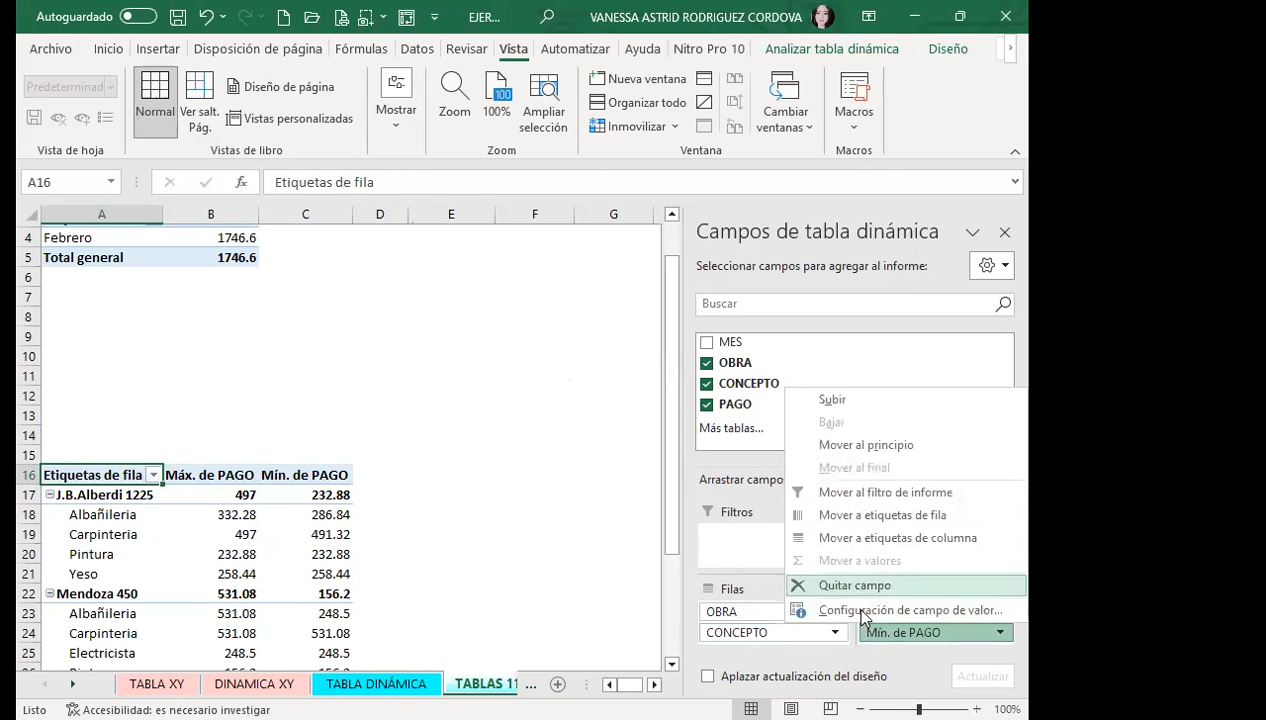 Autoguardado
EJER...
VANESSA ASTRID RODRIGUEZ CORDOVA
Archivo Inicio Insertar Disposición de página Fórmulas Datos Revisar Vista Automatizar Ayuda Nitro Pro 10 Analizar tabla dinámica Diseño
Predeterminad
Normal
Ver salt. Pág.
Diseño de página
Vistas personalizadas
Mostrar
Zoom
100
100%
Ampliar selección
Nueva ventana
Organizar todo
Inmovilizar
Cambiar ventanas
Macros
Vista de hoja Vistas de libro Zoom Ventana Macros
A16 fx Etiquetas de fila
A B C D E F G
4 Febrero 1746.6
5 Total general 1746.6
6
7
8
9
10
11
12
13
14
15
16 Etiquetas de fila Máx. de PAGO Mín. de PAGO
17 J.B.Alberdi 1225 497 232.88
18 Albañileria 332.28 286.84
19 Carpinteria 497 491.32
20 Pintura 232.88 232.88
21 Yeso 258.44 258.44
22 Mendoza 450 531.08 156.2
23 Albañileria 531.08 248.5
24 Carpinteria 531.08 248.5
25 Electricista 248.5 248.5
Campos de tabla dinámica
Seleccionar campos para agregar al informe:
Buscar
MES
OBRA
CONCEPTO
PAGO
Más tablas...
Arrastrar campo
Filtros
Filas
OBRA
CONCEPTO
Mín. de PAGO
Subir
Bajar
Mover al principio
Mover al final
Mover al filtro de informe
Mover a etiquetas de fila
Mover a etiquetas de columna
Mover a valores
Quitar campo
Configuración de campo de valor...
Aplazar actualización del diseño Actualizar
TABLA XY DINAMICA XY TABLA DINÁMICA TABLAS 11 ...
Listo Accesibilidad: es necesario investigar 100%